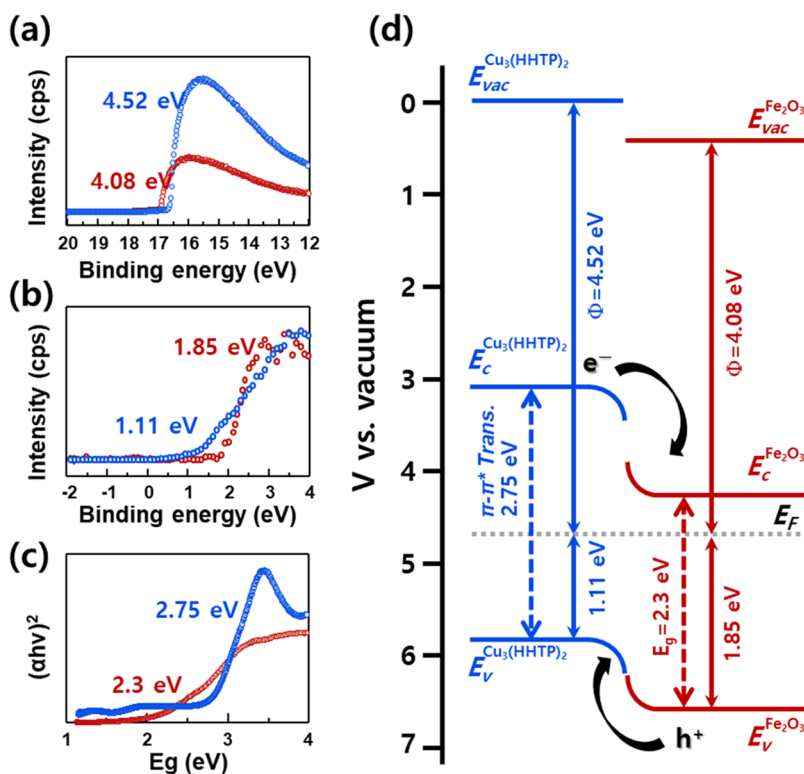 (a)
Intensity (cps)
4.52 eV
4.08 eV
20 19 18 17 16 15 14 13 12
Binding energy (eV)
(b)
Intensity (cps)
1.85 eV
1.11 eV
-2 -1 0 1 2 3 4
Binding energy (eV)
(c)
(αhν)²
2.75 eV
2.3 eV
1 2 3 4
Eg (eV)
(d)
V vs. vacuum
0
1
2
3
4
5
6
7
E_vac^Cu₃(HHTP)₂
E_vac^Fe₂O₃
Φ=4.52 eV
Φ=4.08 eV
E_c^Cu₃(HHTP)₂
e⁻
π-π* Trans.
2.75 eV
E_c^Fe₂O₃
E_F
1.11 eV
E_g=2.3 eV
1.85 eV
E_v^Cu₃(HHTP)₂
h⁺
E_v^Fe₂O₃